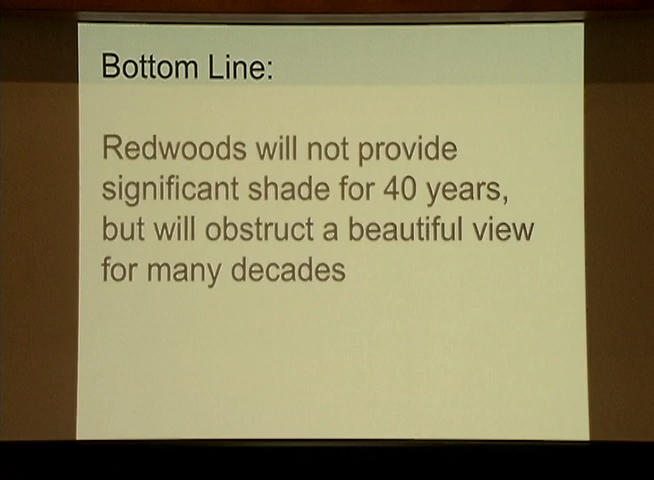 Bottom Line:
Redwoods will not provide
significant shade for 40 years,
but will obstruct a beautiful view
for many decades